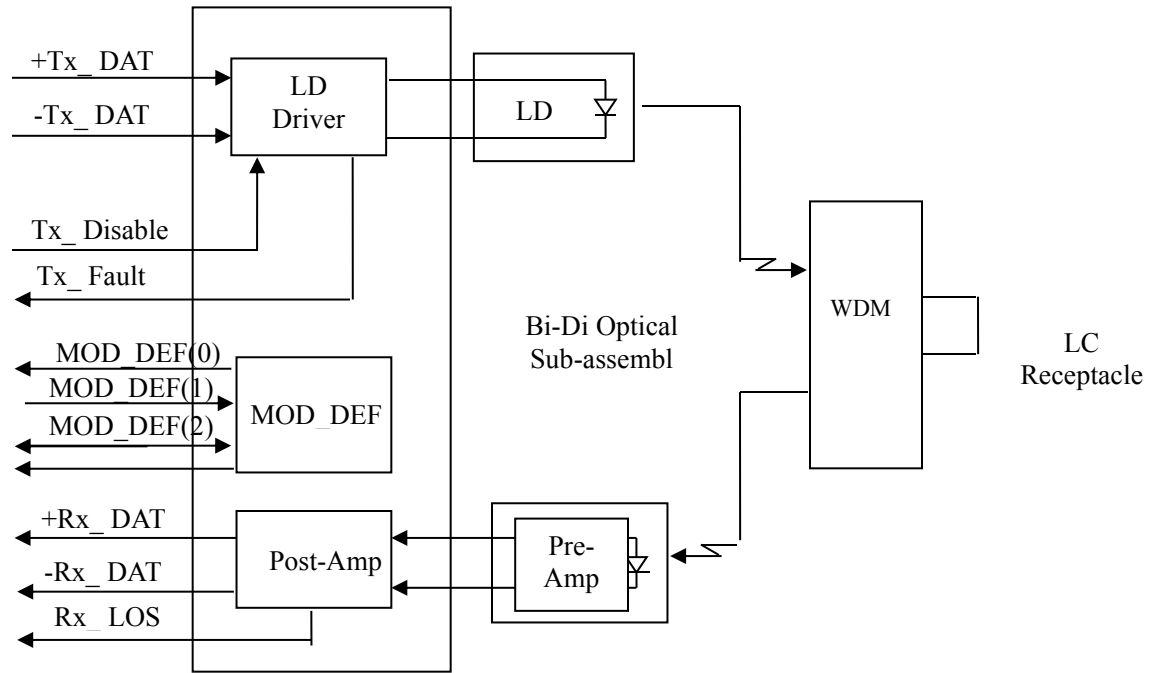 +Tx_ DAT
-Tx_ DAT
LD
Driver
LD
Tx_ Disable
Tx_ Fault
MOD_DEF(0)
MOD_DEF(1)
MOD_DEF(2)
MOD_DEF
Bi-Di Optical
Sub-assembl
WDM
LC
Receptacle
+Rx_ DAT
-Rx_ DAT
Rx_ LOS
Post-Amp
Pre-
Amp